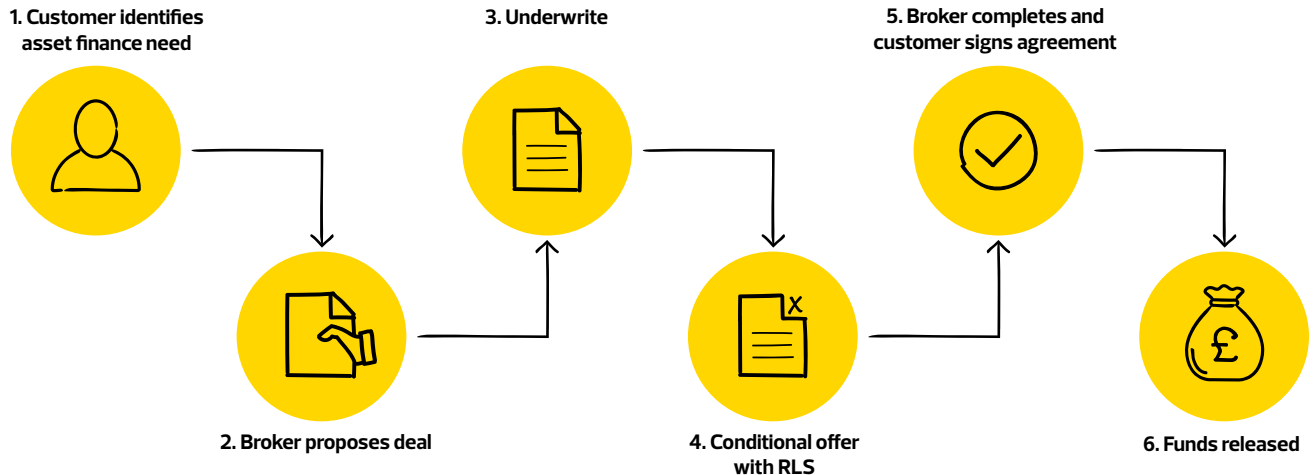 1. Customer identifies
asset finance need
2. Broker proposes deal
3. Underwrite
X
4. Conditional offer
with RLS
5. Broker completes and
customer signs agreement
£
6. Funds released